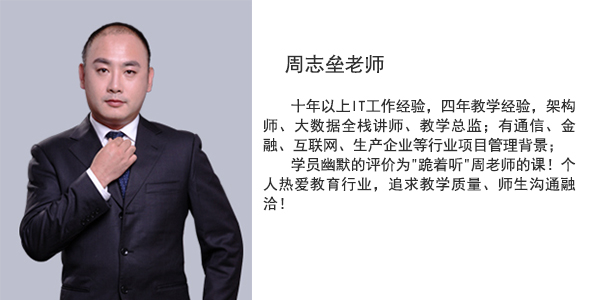 周志垒老师
十年以上IT工作经验，四年教学经验，架构
师、大数据全栈讲师、教学总监；有通信、金
融、互联网、生产企业等行业项目管理背景；
学员幽默的评价为"跪着听"周老师的课！个
人热爱教育行业，追求教学质量、师生沟通融
洽！